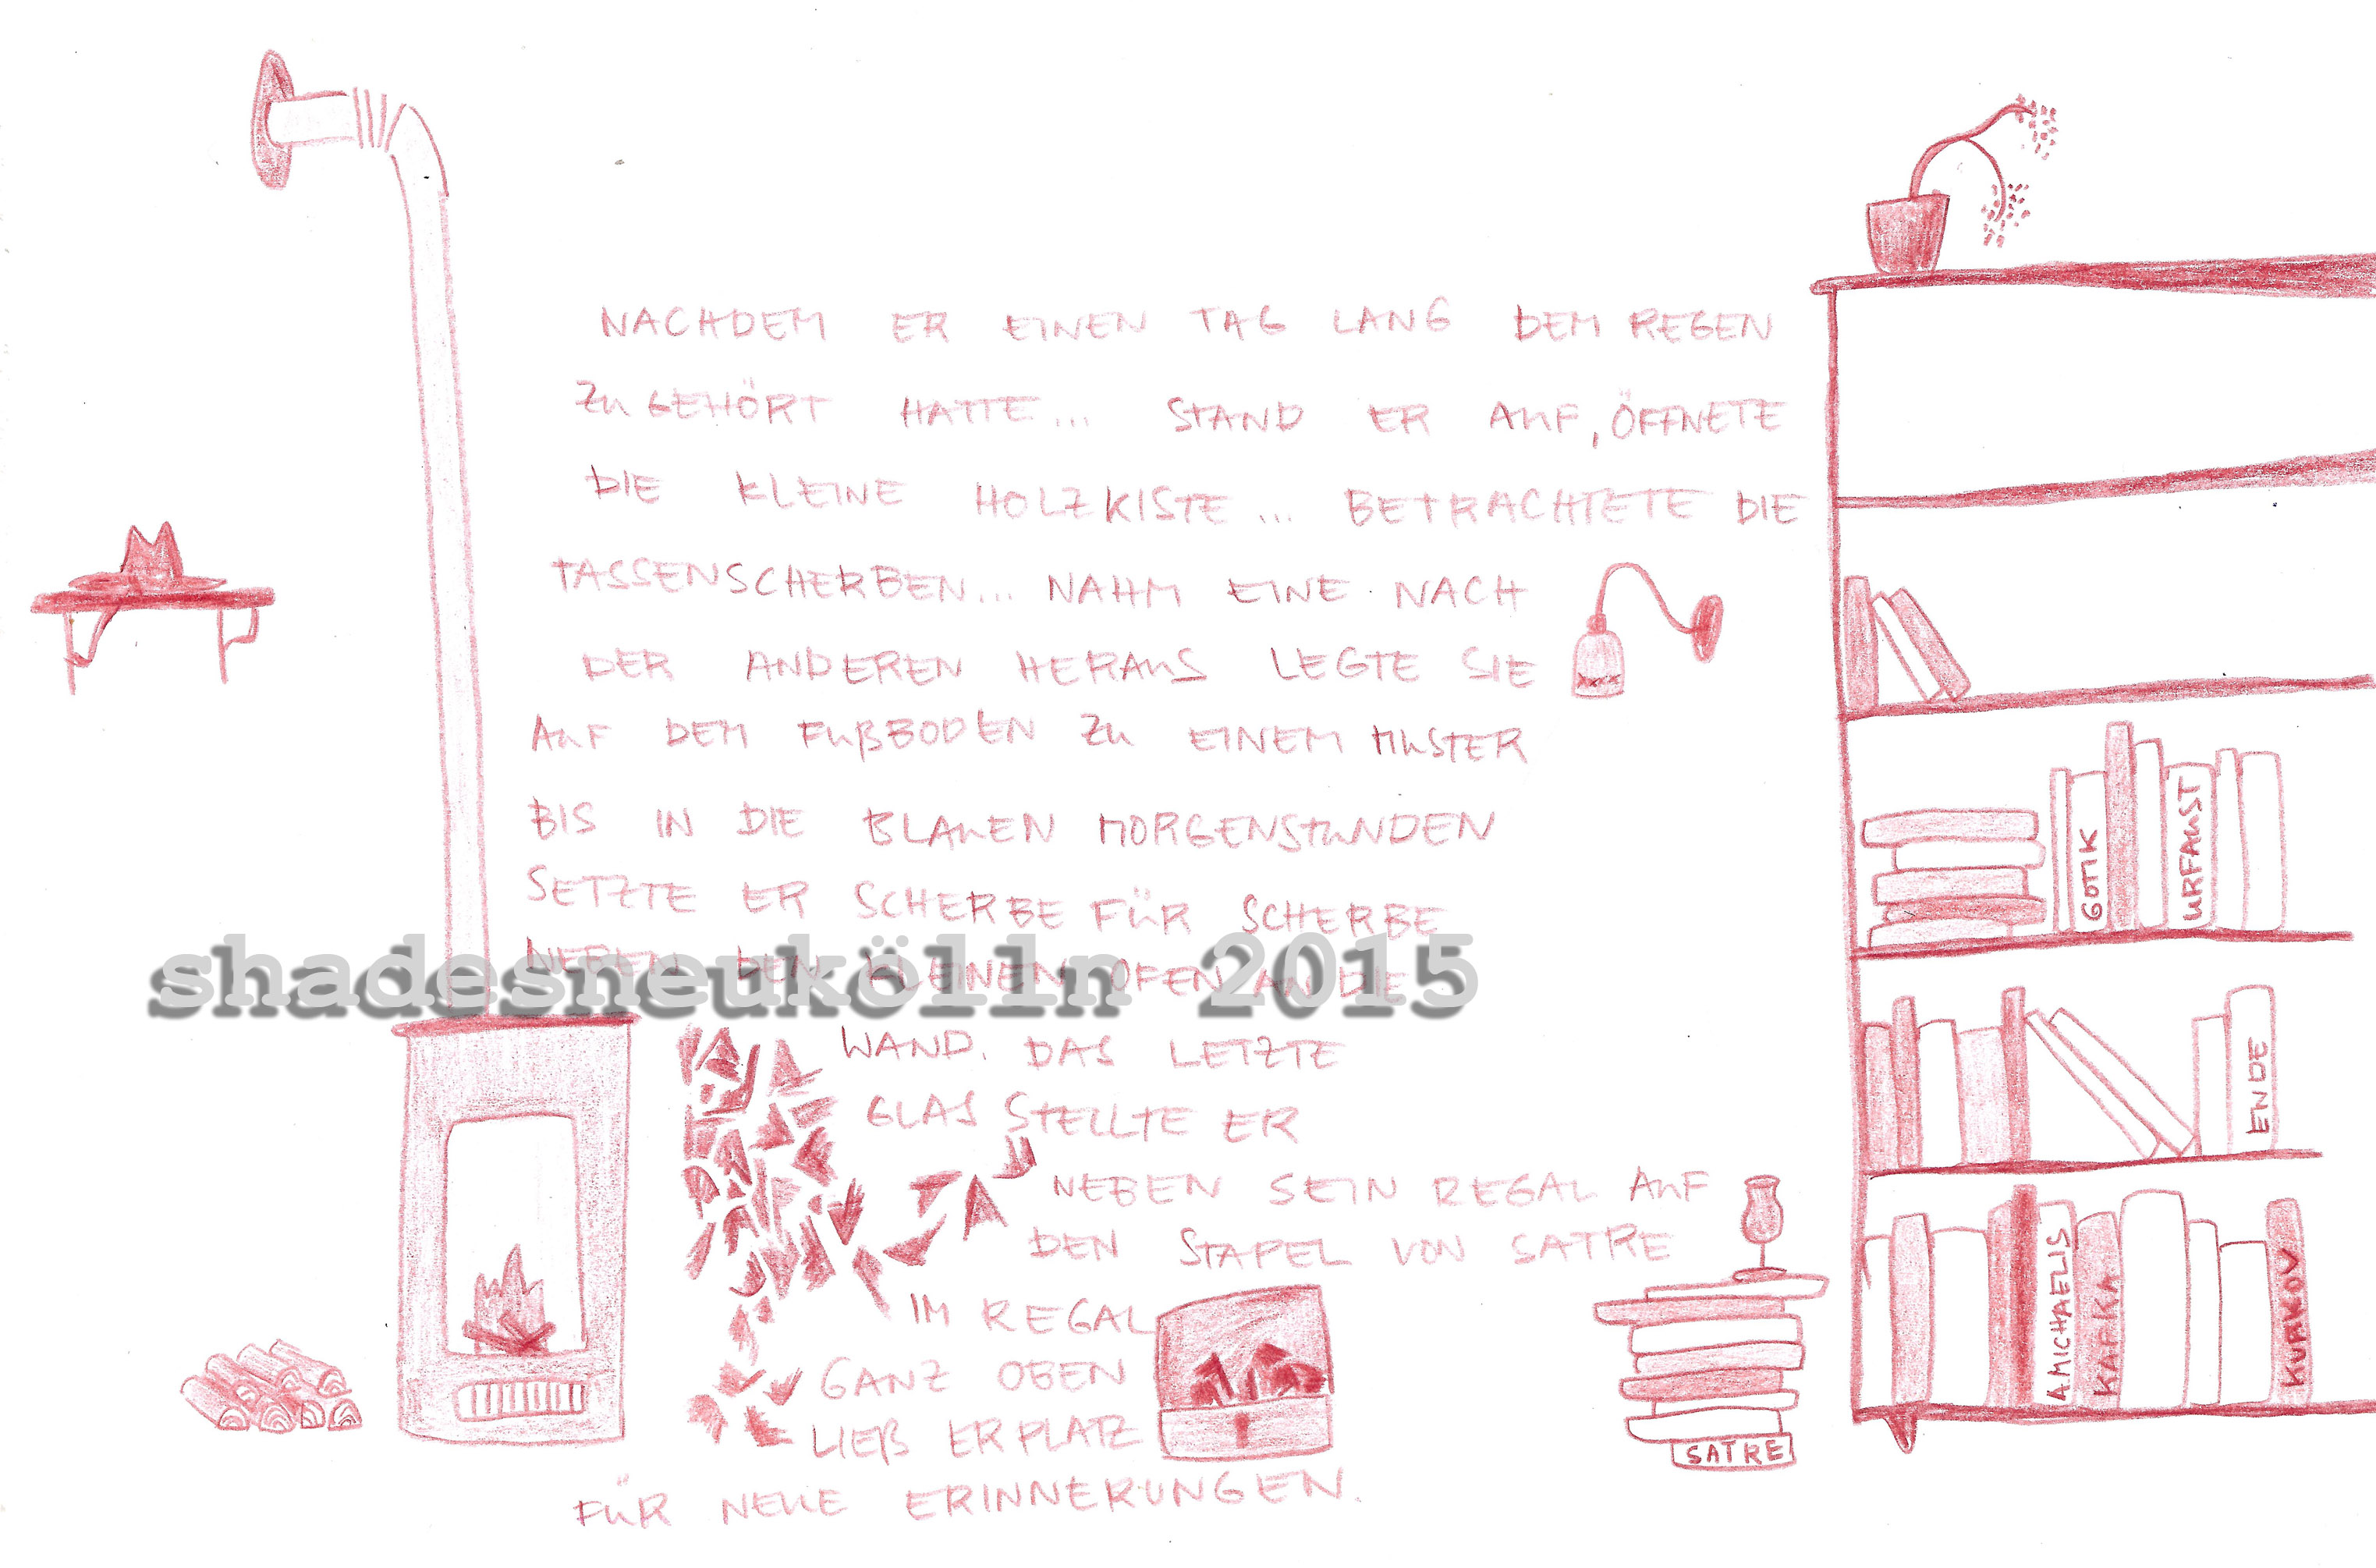 NACHDEM ER EINEN TAG LANG DEM REGEN
ZUGEHÖRT HATTE... STAND ER AUF, ÖFFNETE
DIE KLEINE HOLZKISTE... BETRACHTETE DIE
TASSENSCHERBEN... NAHM EINE NACH
DER ANDEREN HERAUS LEGTE SIE
AUF DEM FUßBODEN ZU EINEM MUSTER
BIS IN DIE BLAUEN MORGENSTUNDEN
SETZTE ER SCHERBE FÜR SCHERBE
NEBEN DEN KLEINEN OFEN AN DIE
shadesneukölln 2015
WAND. DAS LETZTE
GLAS STELLTE ER
NEBEN SEIN REGAL AUF
DEN STAPEL VON SATRE
IM REGAL
GANZ OBEN
LIEß ER PLATZ
FÜR NEUE ERINNERUNGEN.
XXXX
GOTIK
URFAUST
ENDE
A.MICHAELIS
KAFKA
KURKOV
SATRE